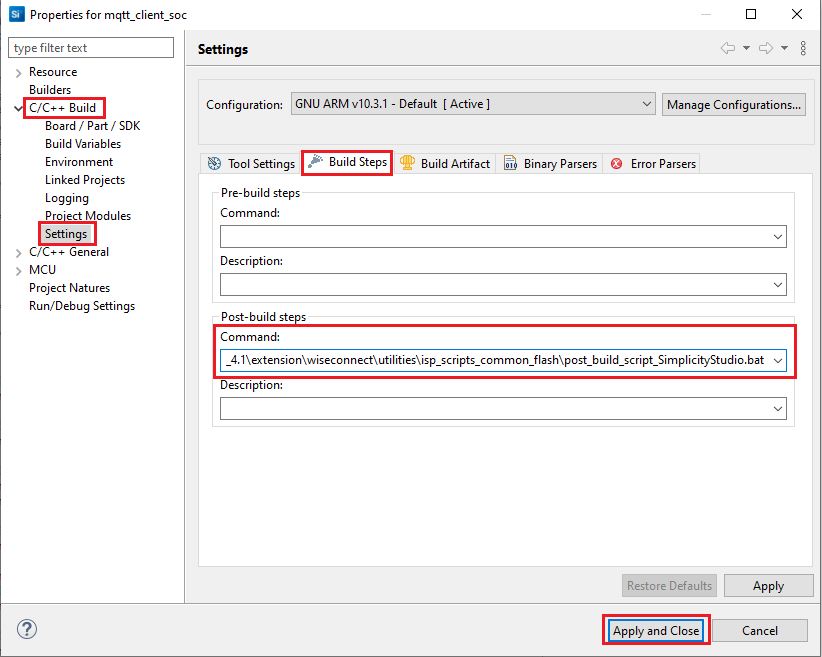 Si Properties for mqtt_client_soc
type filter text
Resource
Builders
C/C++ Build
Board / Part / SDK
Build Variables
Environment
Linked Projects
Logging
Project Modules
Settings
C/C++ General
MCU
Project Natures
Run/Debug Settings
Settings
Configuration: GNU ARM v10.3.1 - Default [ Active ] Manage Configurations...
Tool Settings Build Steps Build Artifact 010 Binary Parsers Error Parsers
Pre-build steps
Command:
Description:
Post-build steps
Command:
_4.1\extension\wiseconnect\utilities\isp_scripts_common_flash\post_build_script_SimplicityStudio.bat
Description:
Restore Defaults Apply
? Apply and Close Cancel